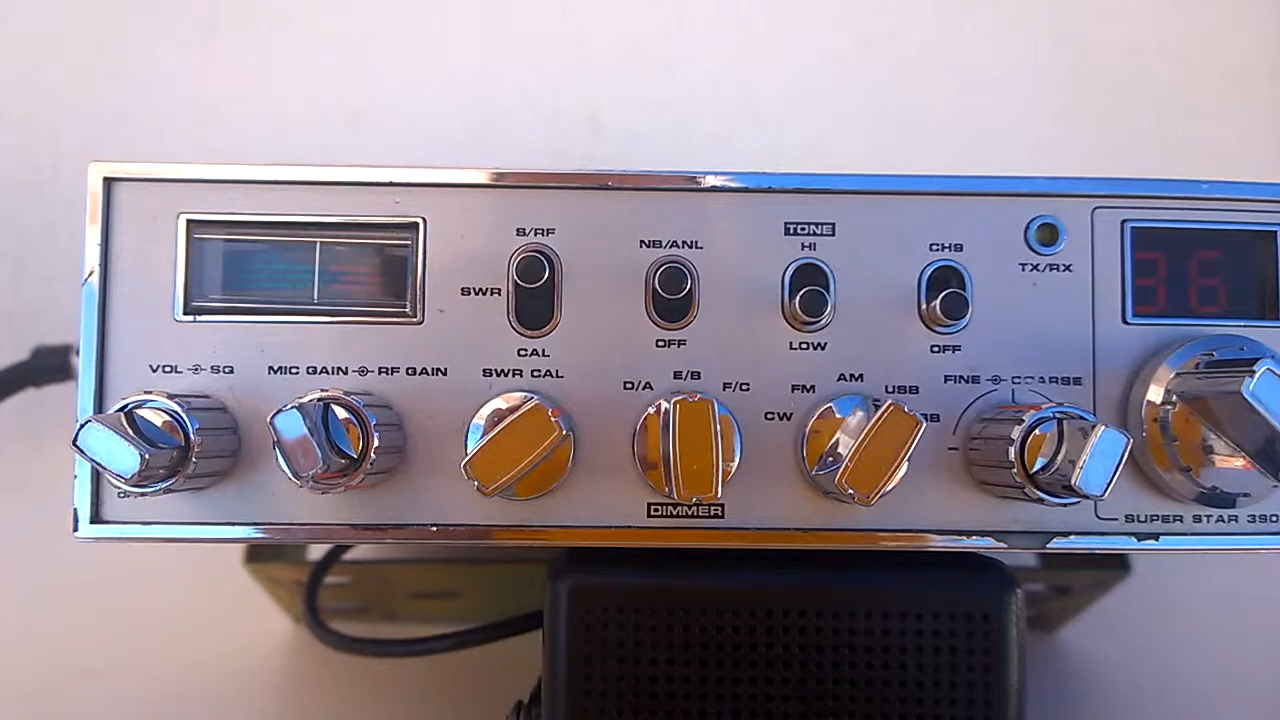 S/RF
NB/ANL
TONE
HI
CH9
TX/RX
36
SWR
CAL
OFF
LOW
OFF
VOL SQ
MIC GAIN RF GAIN
SWR CAL
D/A
E/B
F/C
CW
FM
AM
USB
FINE COARSE
DIMMER
SUPER STAR 390